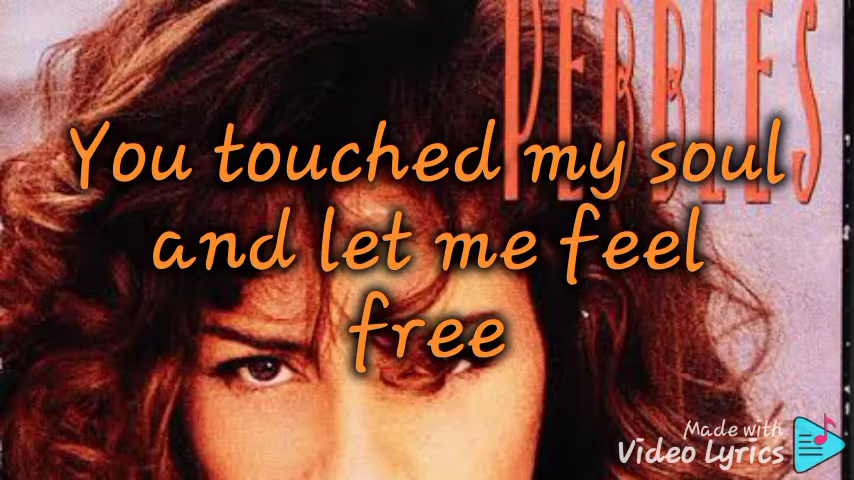 PEBBLES
You touched my soul
and let me feel
free
Made with
Video Lyrics